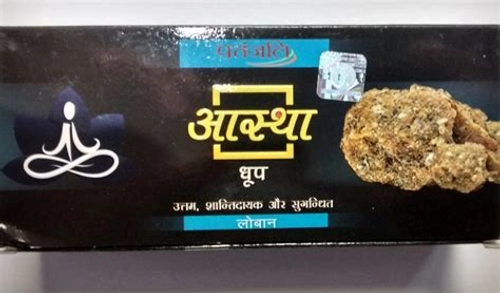 पतंजलि
आस्था
धूप
उत्तम, शान्तिदायक और सुगन्धित
लोबान